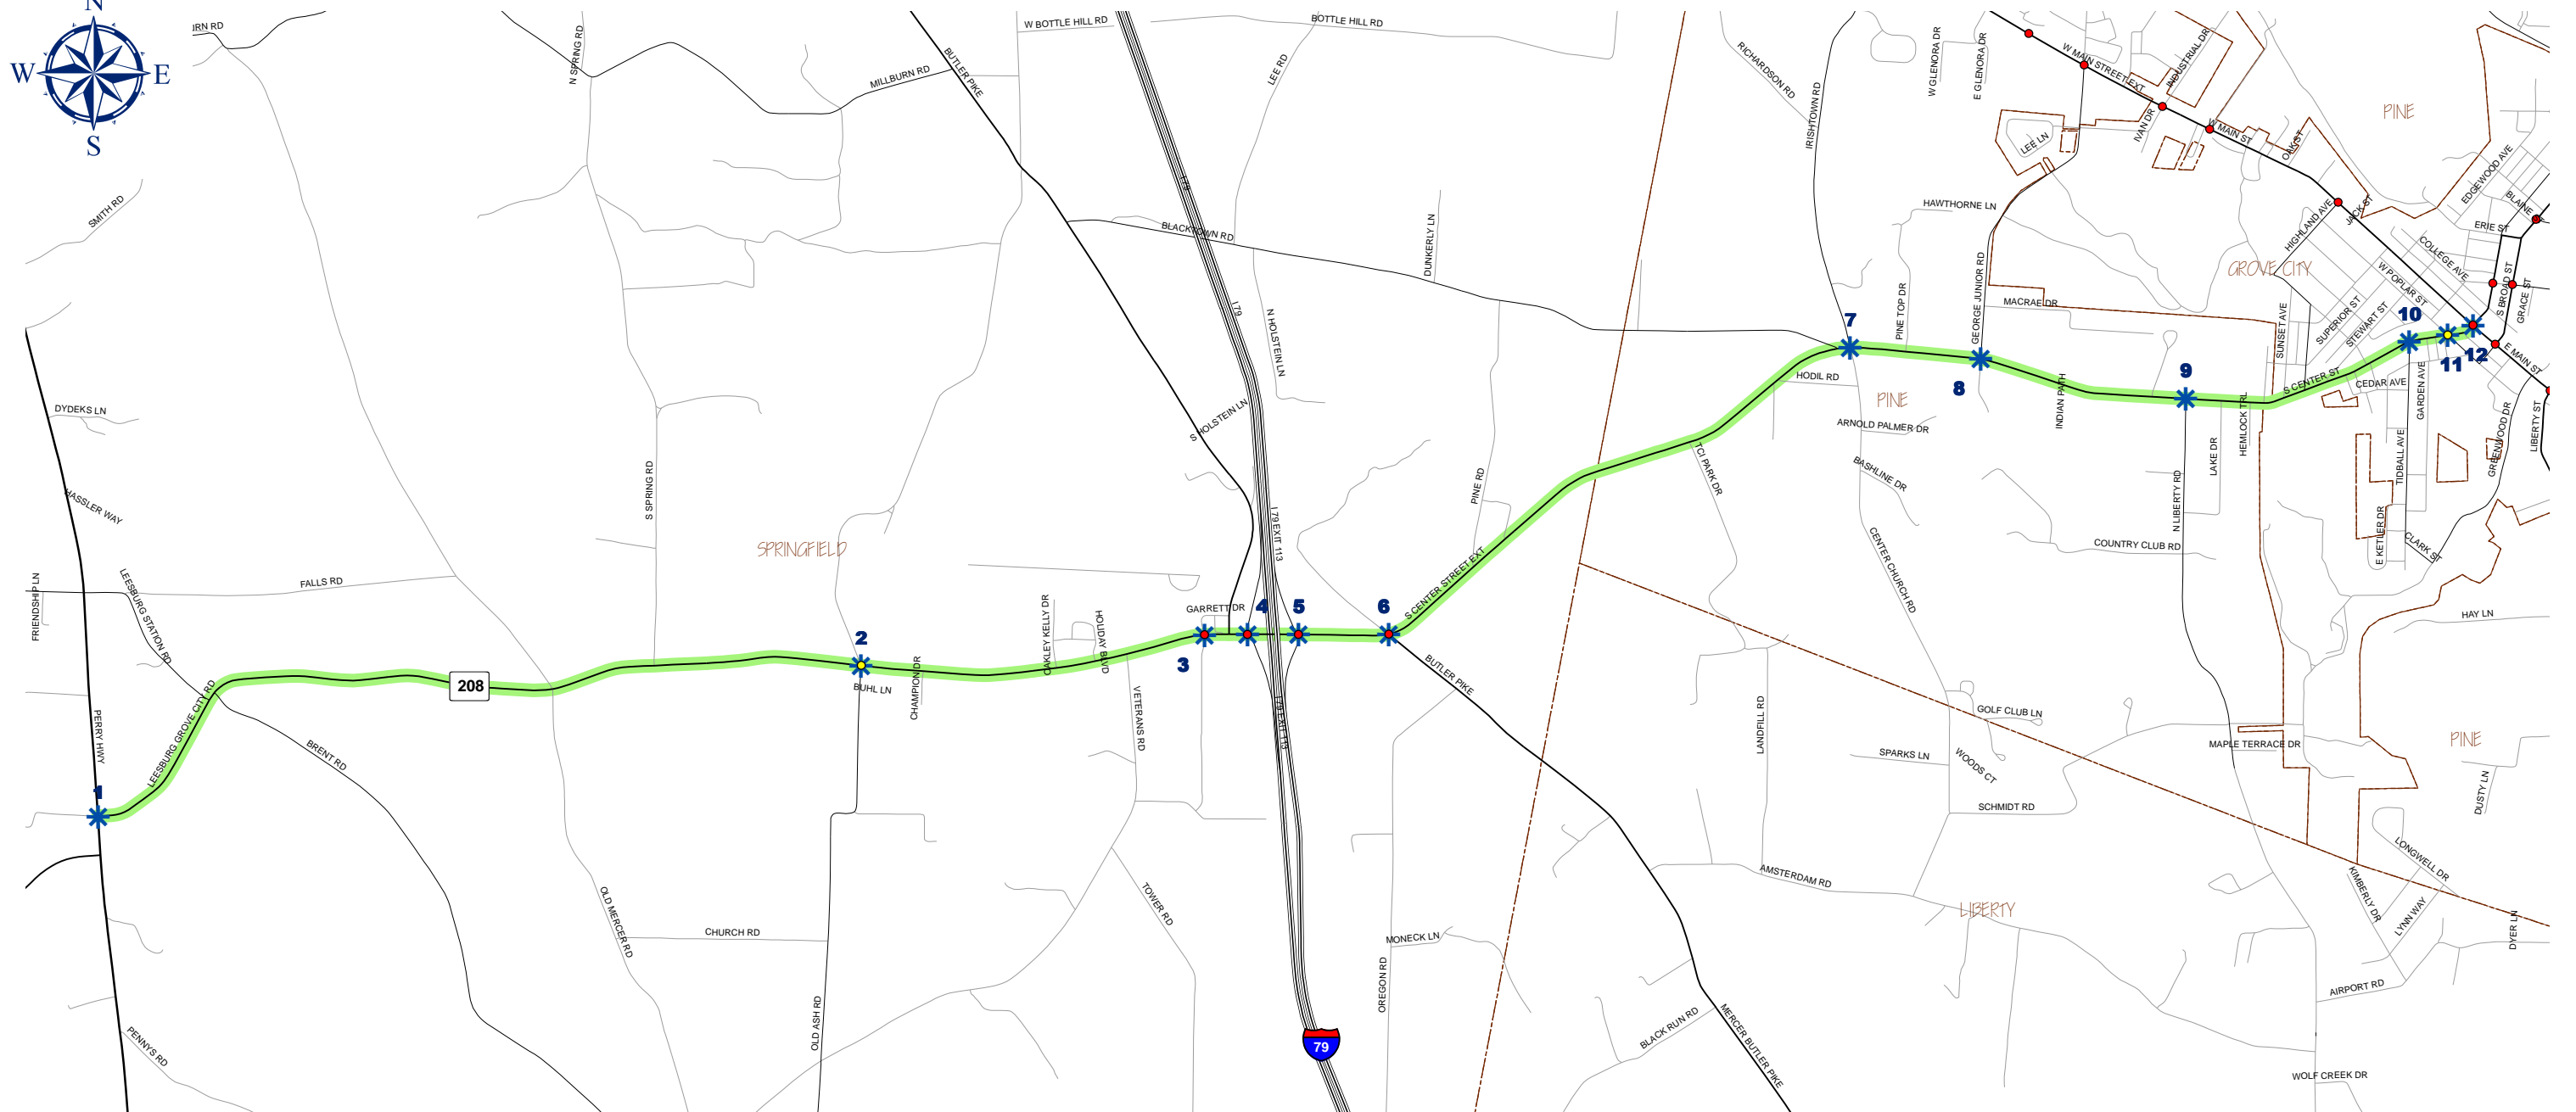 N
W
E
S
URN RD
N SPRING RD
MILLBURN RD
BUTLER PIKE
W BOTTLE HILL RD
BOTTLE HILL RD
LEE RD
RICHARDSON RD
IRISHTOWN RD
W GLENORA DR
E GLENORA DR
W MAIN STREET EXT
INDUSTRIAL DR
IVAN DR
W MAIN ST
OAK ST
LEE LN
PINE
EDGEWOOD AVE
BLAINE
ERIE ST
SMITH RD
I 79
BLACKTOWN RD
DUNKERLY LN
HAWTHORNE LN
HIGHLAND AVE
JACK ST
COLLEGE AVE
GROVE CITY
W POPLAR ST
S BROAD ST
GRACE ST
I 79
N HOLSTEIN LN
PINE TOP DR
GEORGE JUNIOR RD
MACRAE DR
SUNSET AVE
SUPERIOR ST
STEWART ST
7
8
9
10
11
12
E MAIN ST
DYDEKS LN
HASSLER WAY
S HOLSTEIN LN
HODIL RD
PINE
INDIAN PATH
S CENTER ST
CEDAR AVE
GARDEN AVE
LIBERTY ST
GREENWOOD DR
ARNOLD PALMER DR
BASHLINE DR
TCI PARK DR
PINE RD
S SPRING RD
LAKE DR
HEMLOCK TRL
N LIBERTY RD
TIDBALL AVE
E KETLER DR
CLARK ST
COUNTRY CLUB RD
SPRINGFIELD
I 79 EXIT 113
CENTER CHURCH RD
FRIENDSHIP LN
LEESBURG STATION RD
FALLS RD
S CENTER STREET EXT
GARRETT DR
4
5
6
3
2
OAKLEY KELLY DR
HOLIDAY BLVD
HAY LN
208
BUHL LN
CHAMPION DR
VETERANS RD
BUTLER PIKE
I 79 EXIT 113
LEESBURG GROVE CITY RD
PERRY HWY
BRENT RD
1
LANDFILL RD
GOLF CLUB LN
SPARKS LN
WOODS CT
MAPLE TERRACE DR
PINE
DUSTY LN
SCHMIDT RD
AMSTERDAM RD
LIBERTY
LONGWELL DR
KIMBERLY DR
LYNN WAY
DYER LN
OLD MERCER RD
CHURCH RD
TOWER RD
MONECK LN
OREGON RD
AIRPORT RD
OLD ASH RD
PENNYS RD
79
BLACK RUN RD
MERCER BUTLER PIKE
WOLF CREEK DR